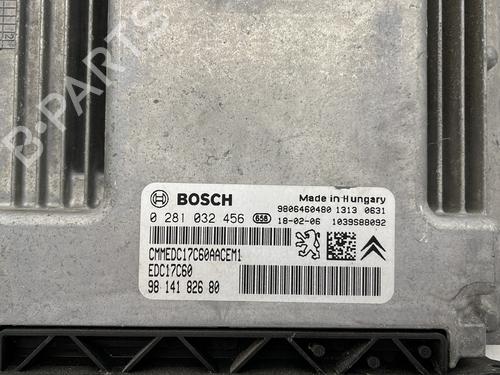 B-PARTS
BOSCH
Made in Hungary
0 281 032 456 658
9806460480 1313 0631
18-02-06 1039S88092
CMMEDC17C60AACEM1
EDC17C60
98 141 826 80